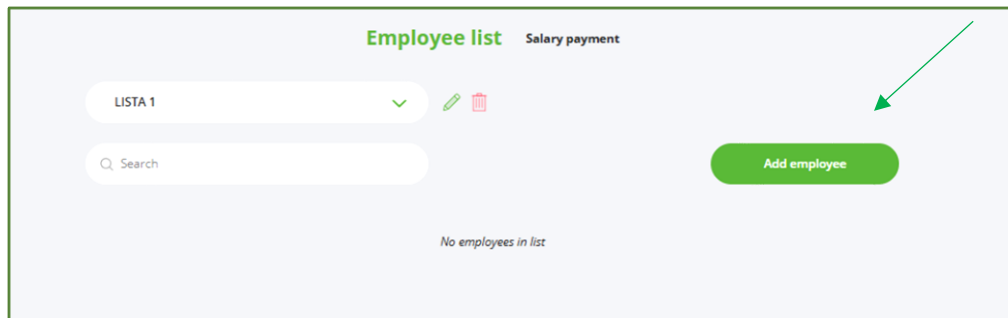 Employee list Salary payment
LISTA 1
Search
Add employee
No employees in list